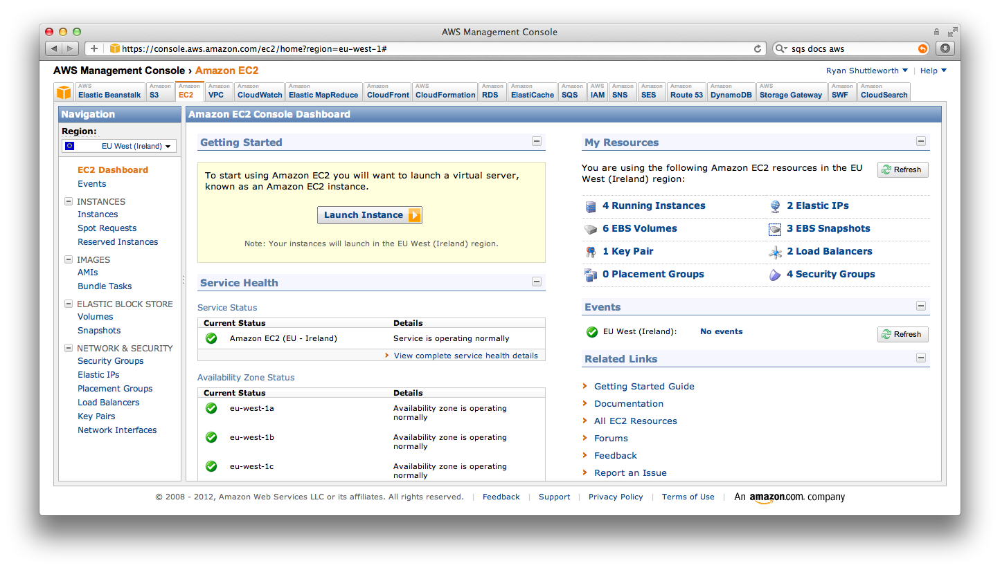 AWS Management Console
https://console.aws.amazon.com/ec2/home?region=eu-west-1#
sqs docs aws
AWS Management Console › Amazon EC2
Ryan Shuttleworth
Help
AWS Elastic Beanstalk
Amazon S3
Amazon EC2
Amazon VPC
Amazon CloudWatch
Amazon Elastic MapReduce
Amazon CloudFront
AWS CloudFormation
Amazon RDS
Amazon ElastiCache
Amazon SQS
AWS IAM
Amazon SNS
Amazon SES
Amazon Route 53
Amazon DynamoDB
AWS Storage Gateway
Amazon SWF
Amazon CloudSearch
Navigation
Region:
EU West (Ireland)
EC2 Dashboard
Events
INSTANCES
Instances
Spot Requests
Reserved Instances
IMAGES
AMIs
Bundle Tasks
ELASTIC BLOCK STORE
Volumes
Snapshots
NETWORK & SECURITY
Security Groups
Elastic IPs
Placement Groups
Load Balancers
Key Pairs
Network Interfaces
Amazon EC2 Console Dashboard
Getting Started
To start using Amazon EC2 you will want to launch a virtual server,
known as an Amazon EC2 instance.
Launch Instance
Note: Your instances will launch in the EU West (Ireland) region.
Service Health
Service Status
Current Status Details
Amazon EC2 (EU - Ireland) Service is operating normally
View complete service health details
Availability Zone Status
Current Status Details
eu-west-1a Availability zone is operating
normally
eu-west-1b Availability zone is operating
normally
eu-west-1c Availability zone is operating
normally
My Resources
You are using the following Amazon EC2 resources in the EU
West (Ireland) region:
Refresh
4 Running Instances 2 Elastic IPs
6 EBS Volumes 3 EBS Snapshots
1 Key Pair 2 Load Balancers
0 Placement Groups 4 Security Groups
Events
EU West (Ireland): No events
Refresh
Related Links
Getting Started Guide
Documentation
All EC2 Resources
Forums
Feedback
Report an Issue
© 2008 - 2012, Amazon Web Services LLC or its affiliates. All rights reserved. | Feedback | Support | Privacy Policy | Terms of Use | An amazon.com. company